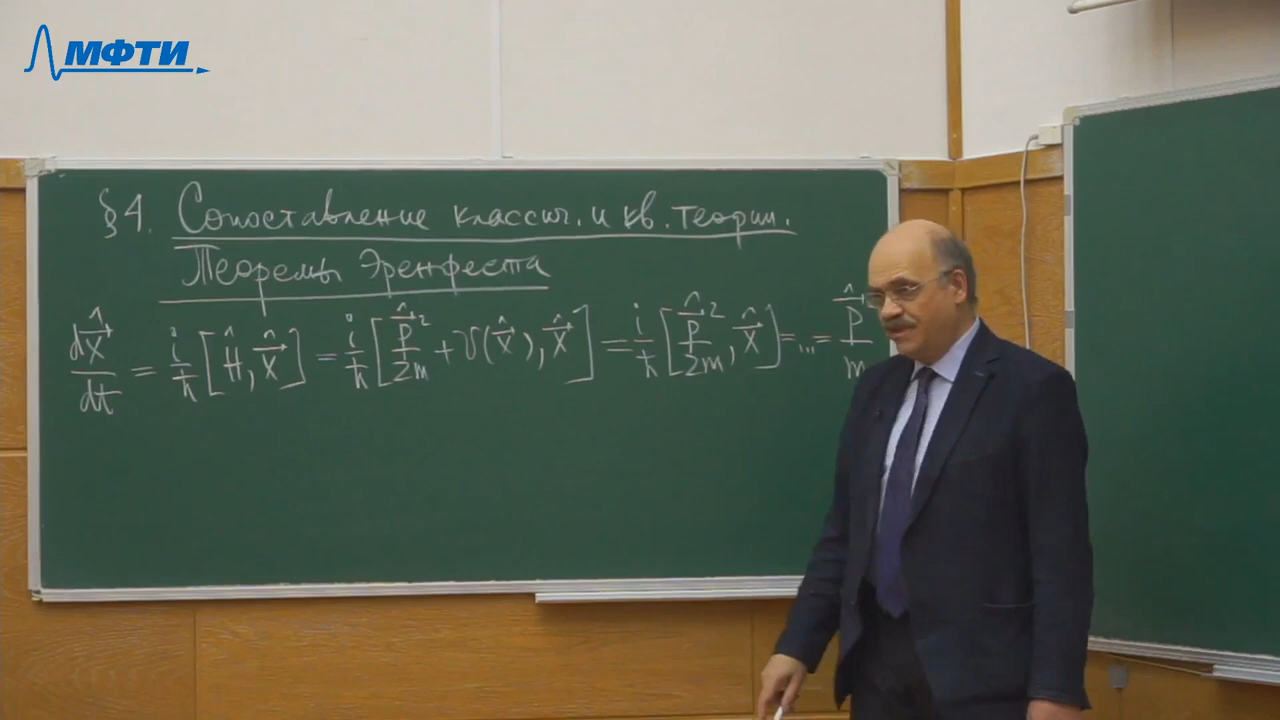 МФТИ
§4. Сопоставление классич. и кв. теории.
Теоремы Эренфеста
dx̂⃗/dt = i/ħ [Ĥ, x̂⃗] = i/ħ [p̂⃗²/2m + U(x̂⃗), x̂⃗] = i/ħ [p̂⃗²/2m, x̂⃗] = ... = p̂⃗/m